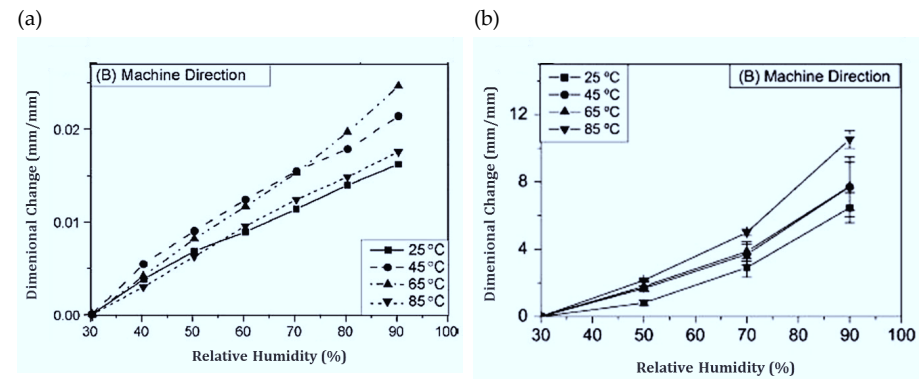 (a)
(B) Machine Direction
Dimenional Change (mm/mm)
0.02
0.01
0.00
30 40 50 60 70 80 90 100
Relative Humidity (%)
25 °C
45 °C
65 °C
85 °C
(b)
(B) Machine Direction
25 °C
45 °C
65 °C
85 °C
Dimenional Change (mm/mm)
12
8
4
0
30 40 50 60 70 80 90 100
Relative Humidity (%)